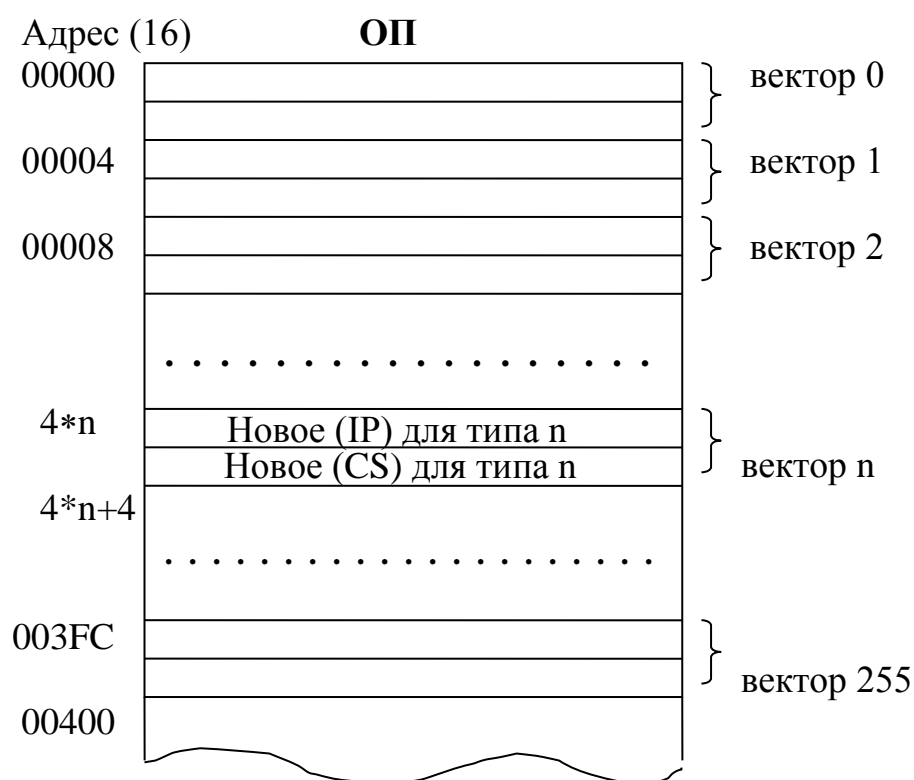 Адрес (16) ОП
00000 вектор 0
00004 вектор 1
00008 вектор 2
4*n Новое (IP) для типа n
Новое (CS) для типа n вектор n
4*n+4
003FC
вектор 255
00400